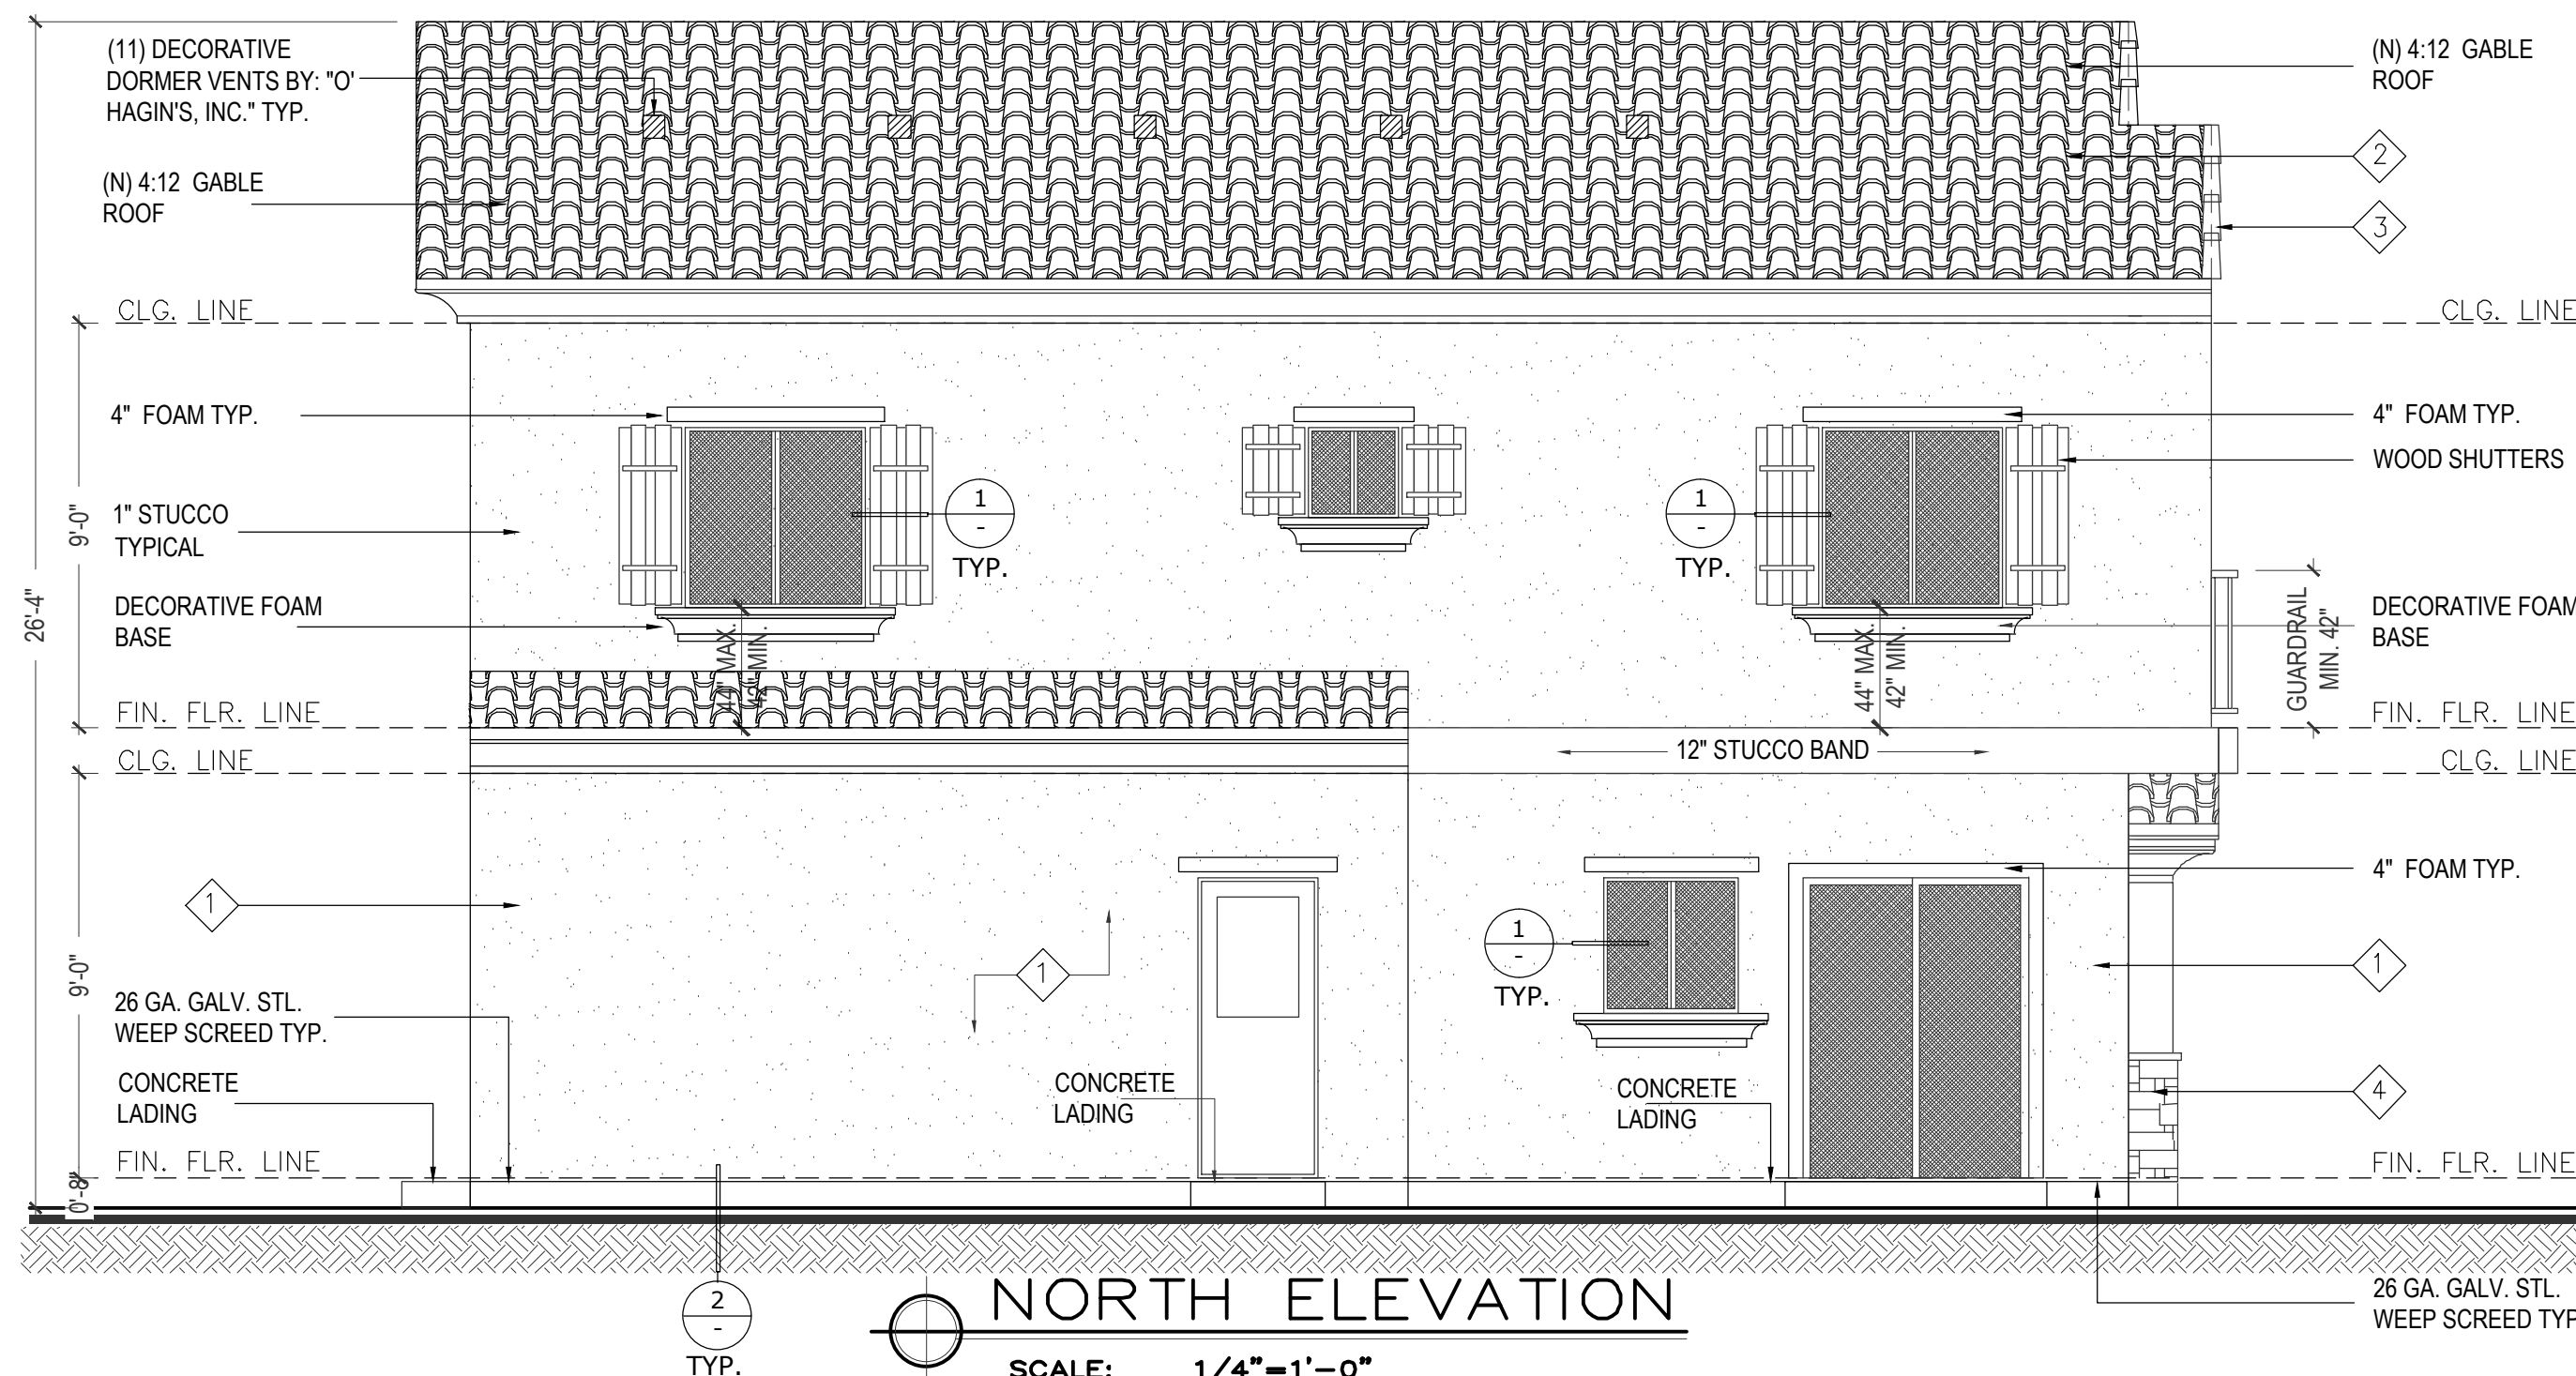 (11) DECORATIVE
DORMER VENTS BY: "O'
HAGIN'S, INC." TYP.
(N) 4:12 GABLE
ROOF
CLG. LINE
4" FOAM TYP.
1" STUCCO
TYPICAL
DECORATIVE FOAM
BASE
FIN. FLR. LINE
CLG. LINE
1
26 GA. GALV. STL.
WEEP SCREED TYP.
CONCRETE
LADING
FIN. FLR. LINE
26'-4"
9'-0"
9'-0"
0'-8"
1
-
TYP.
1
-
TYP.
44" MAX.
42" MIN.
44" MAX.
42" MIN.
12" STUCCO BAND
1
1
-
TYP.
CONCRETE
LADING
CONCRETE
LADING
(N) 4:12 GABLE
ROOF
2
3
CLG. LINE
4" FOAM TYP.
WOOD SHUTTERS
GUARDRAIL
MIN. 42"
DECORATIVE FOAM
BASE
FIN. FLR. LINE
CLG. LINE
4" FOAM TYP.
1
4
FIN. FLR. LINE
26 GA. GALV. STL.
WEEP SCREED TYP
2
-
TYP.
NORTH ELEVATION
SCALE: 1/4"=1'-0"